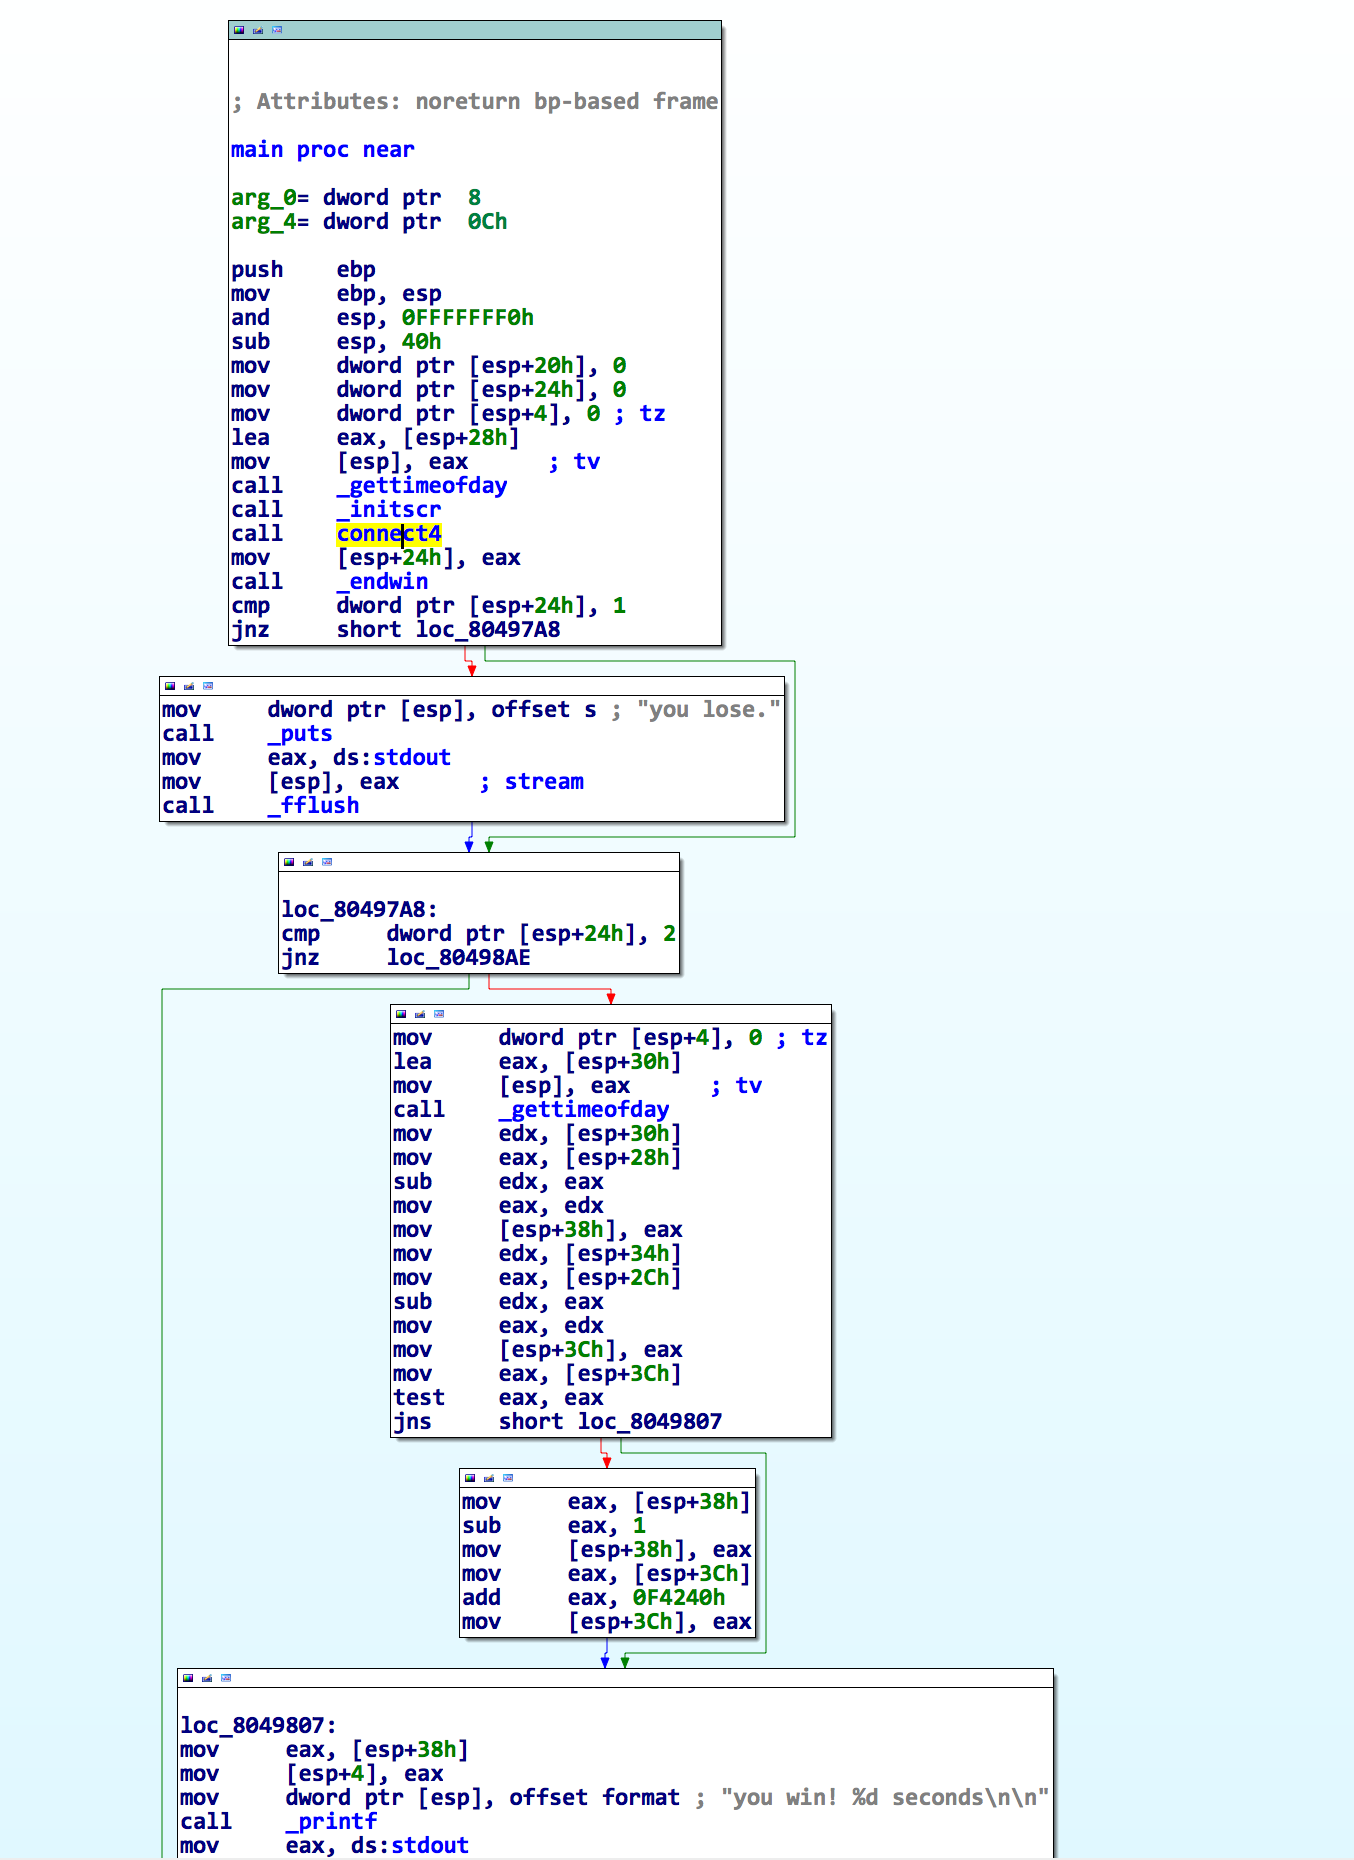 ; Attributes: noreturn bp-based frame
main proc near
arg_0= dword ptr  8
arg_4= dword ptr  0Ch
push    ebp
mov     ebp, esp
and     esp, 0FFFFFFF0h
sub     esp, 40h
mov     dword ptr [esp+20h], 0
mov     dword ptr [esp+24h], 0
mov     dword ptr [esp+4], 0 ; tz
lea     eax, [esp+28h]
mov     [esp], eax      ; tv
call    _gettimeofday
call    _initscr
call    connect4
mov     [esp+24h], eax
call    _endwin
cmp     dword ptr [esp+24h], 1
jnz     short loc_80497A8
mov     dword ptr [esp], offset s ; "you lose."
call    _puts
mov     eax, ds:stdout
mov     [esp], eax      ; stream
call    _fflush
loc_80497A8:
cmp     dword ptr [esp+24h], 2
jnz     loc_80498AE
mov     dword ptr [esp+4], 0 ; tz
lea     eax, [esp+30h]
mov     [esp], eax      ; tv
call    _gettimeofday
mov     edx, [esp+30h]
mov     eax, [esp+28h]
sub     edx, eax
mov     eax, edx
mov     [esp+38h], eax
mov     edx, [esp+34h]
mov     eax, [esp+2Ch]
sub     edx, eax
mov     eax, edx
mov     [esp+3Ch], eax
mov     eax, [esp+3Ch]
test    eax, eax
jns     short loc_8049807
mov     eax, [esp+38h]
sub     eax, 1
mov     [esp+38h], eax
mov     eax, [esp+3Ch]
add     eax, 0F4240h
mov     [esp+3Ch], eax
loc_8049807:
mov     eax, [esp+38h]
mov     [esp+4], eax
mov     dword ptr [esp], offset format ; "you win! %d seconds\n\n"
call    _printf
mov     eax, ds:stdout